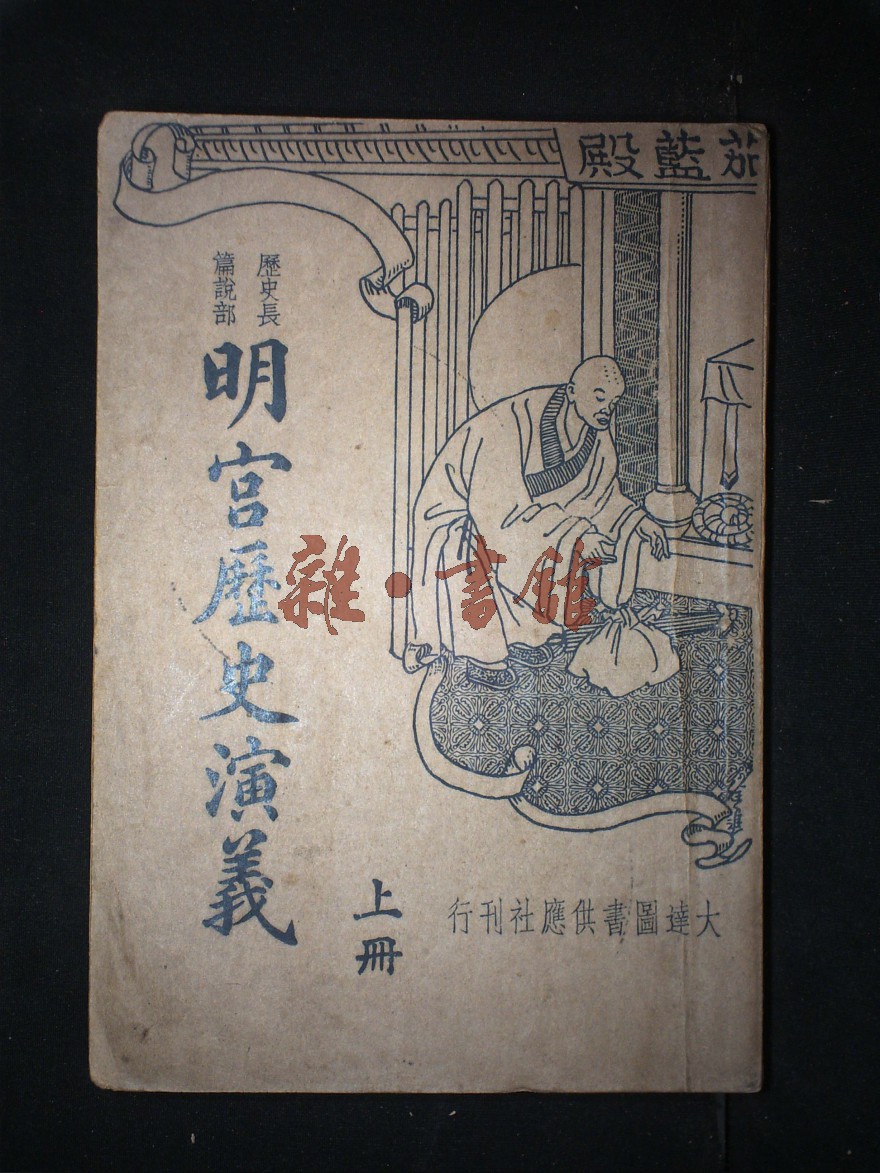 茄藍殿
歷史長
篇說部
明宮歷史演義
上冊
大達圖書供應社刊行
雜·書館